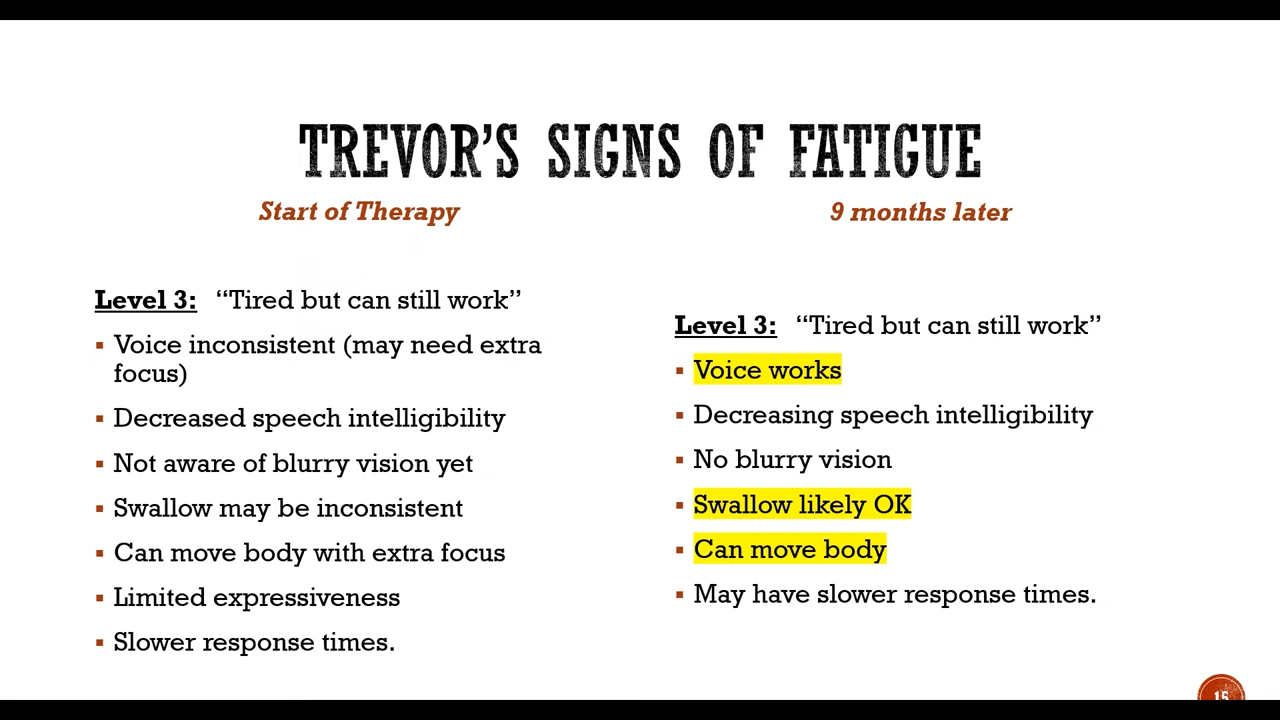 TREVOR’S SIGNS OF FATIGUE
Start of Therapy
Level 3: “Tired but can still work”
▪ Voice inconsistent (may need extra
focus)
▪ Decreased speech intelligibility
▪ Not aware of blurry vision yet
▪ Swallow may be inconsistent
▪ Can move body with extra focus
▪ Limited expressiveness
▪ Slower response times.
9 months later
Level 3: “Tired but can still work”
▪ Voice works
▪ Decreasing speech intelligibility
▪ No blurry vision
▪ Swallow likely OK
▪ Can move body
▪ May have slower response times.
15